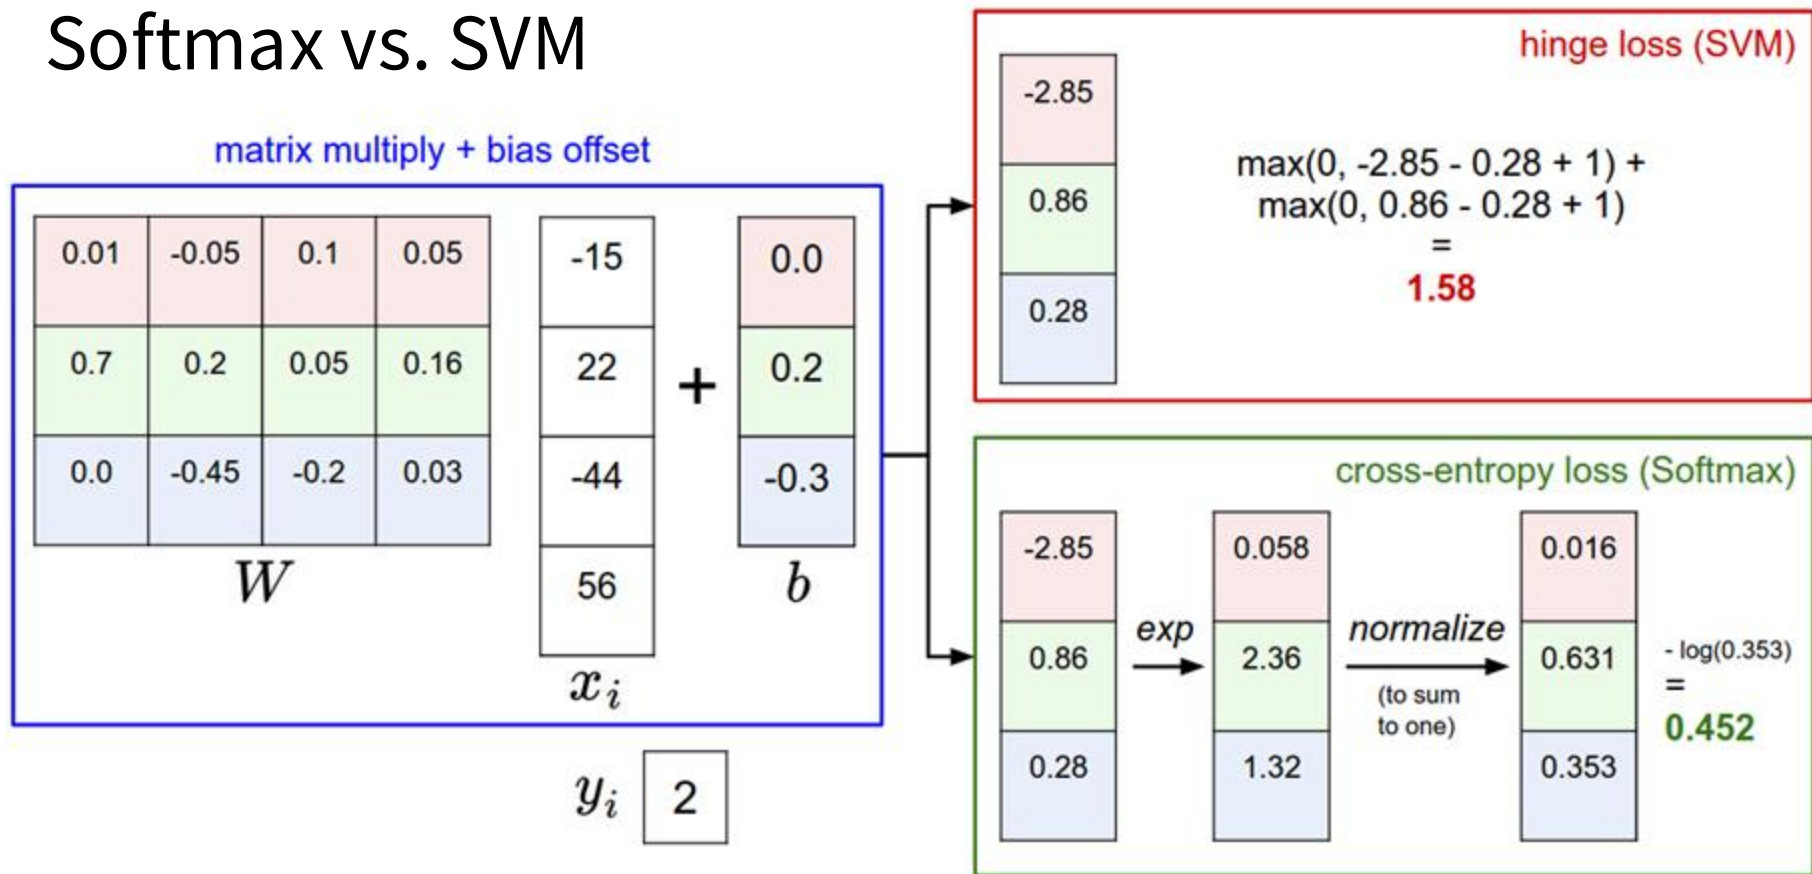 Softmax vs. SVM
matrix multiply + bias offset
0.01 -0.05 0.1 0.05
0.7 0.2 0.05 0.16
0.0 -0.45 -0.2 0.03
W
-15
22
-44
56
x_i
+
0.0
0.2
-0.3
b
y_i 2
hinge loss (SVM)
-2.85
0.86
0.28
max(0, -2.85 - 0.28 + 1) +
max(0, 0.86 - 0.28 + 1)
=
1.58
cross-entropy loss (Softmax)
-2.85
0.86
0.28
exp
0.058
2.36
1.32
normalize
(to sum
to one)
0.016
0.631
0.353
- log(0.353)
=
0.452